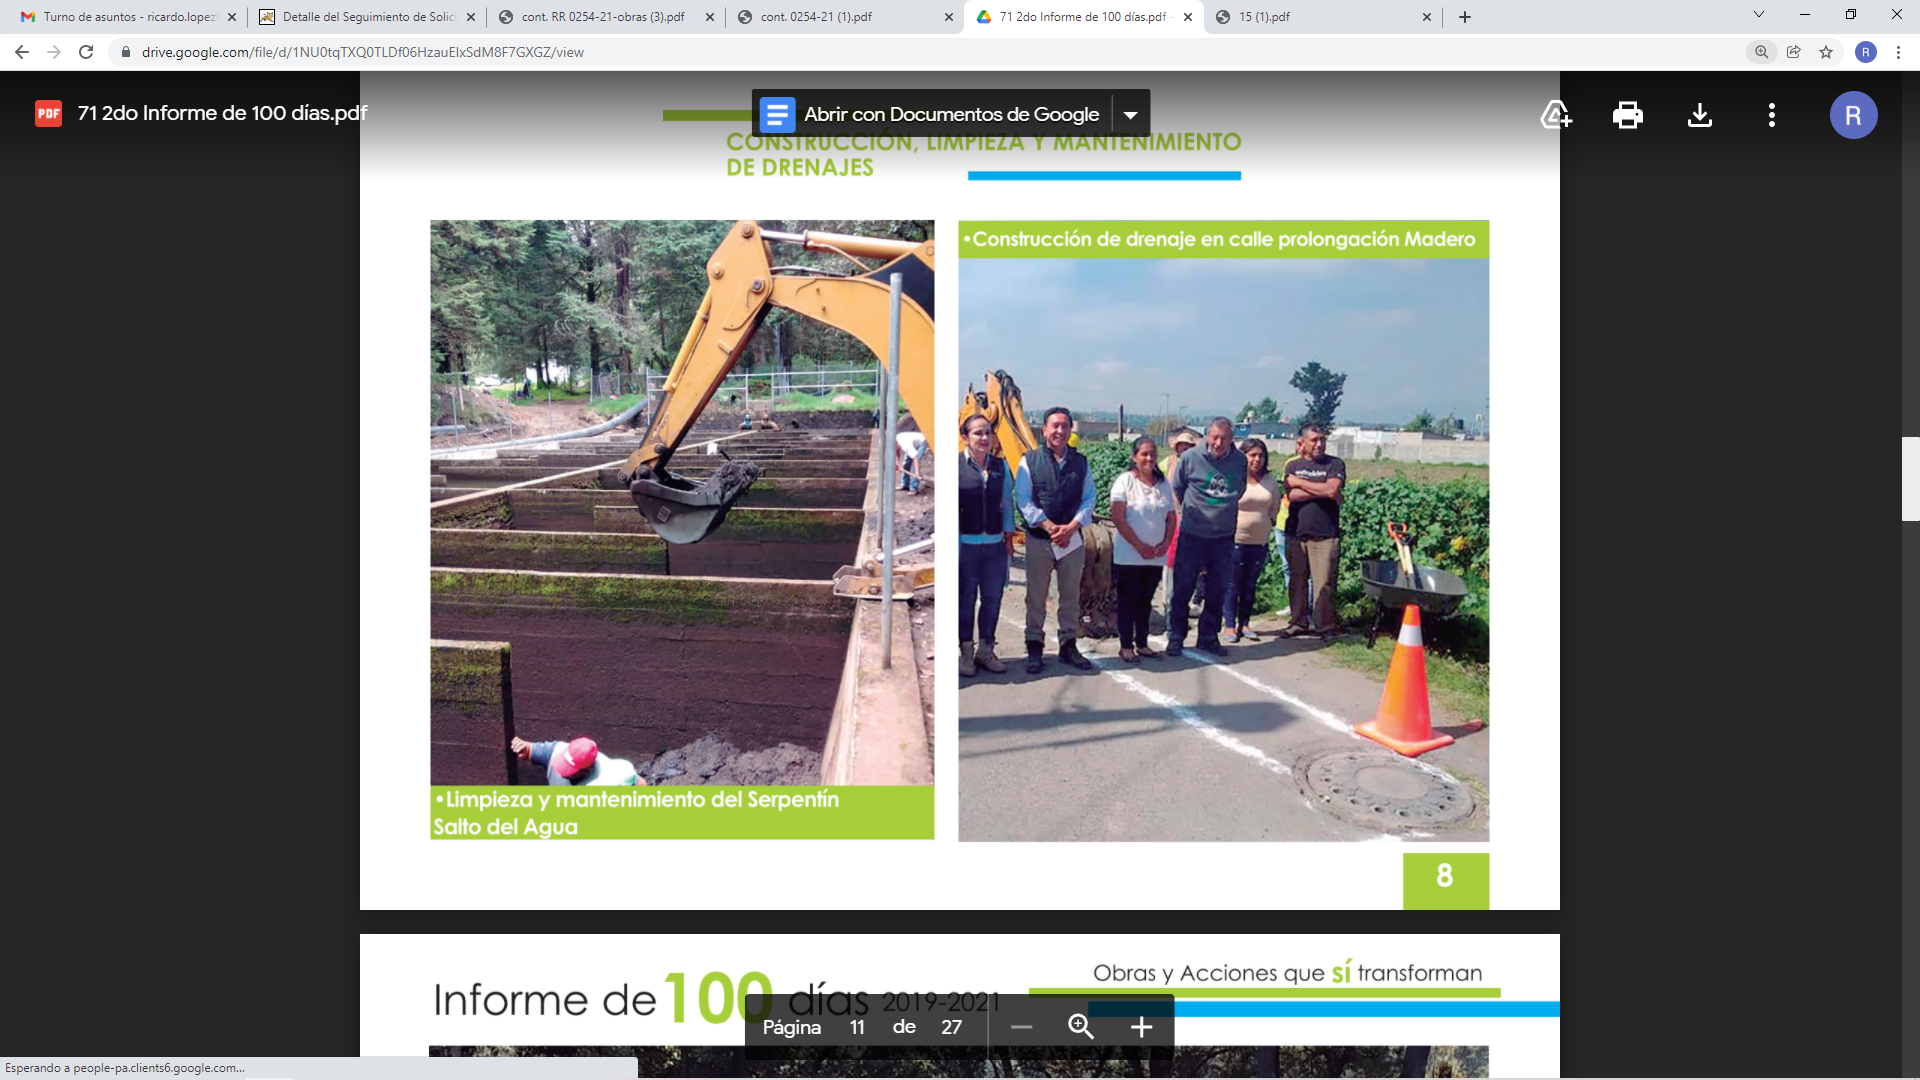 Turno de asuntos - ricardo.lopez
Detalle del Seguimiento de Solici
cont. RR 0254-21-obras (3).pdf
cont. 0254-21 (1).pdf
71 2do Informe de 100 días.pdf -
15 (1).pdf
drive.google.com/file/d/1NU0tqTXQ0TLDf06HzauEIxSdM8F7GXGZ/view
R
PDF
71 2do Informe de 100 días.pdf
Abrir con Documentos de Google
R
CONSTRUCCIÓN, LIMPIEZA Y MANTENIMIENTO
DE DRENAJES
•Construcción de drenaje en calle prolongación Madero
•Limpieza y mantenimiento del Serpentín
Salto del Agua
8
Informe de 100 días 2019-2021
Obras y Acciones que sí transforman
Página 11 de 27
Esperando a people-pa.clients6.google.com...